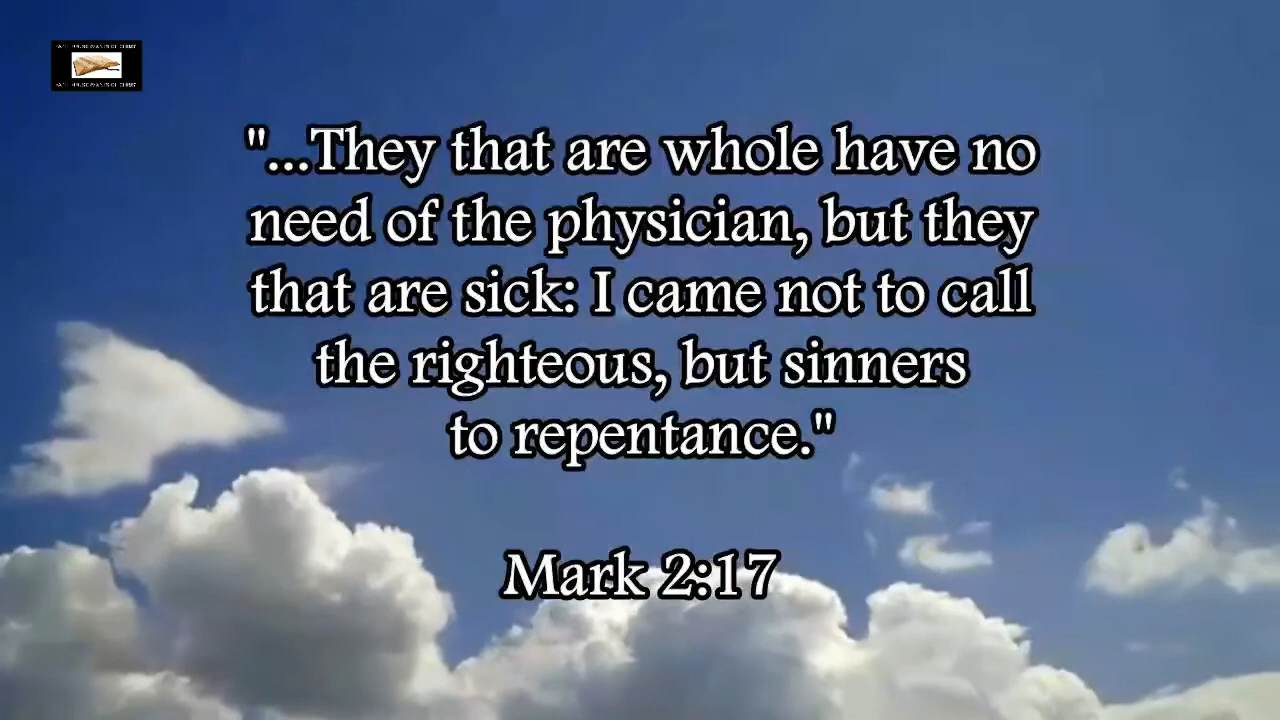 "...They that are whole have no
need of the physician, but they
that are sick: I came not to call
the righteous, but sinners
to repentance."
Mark 2:17